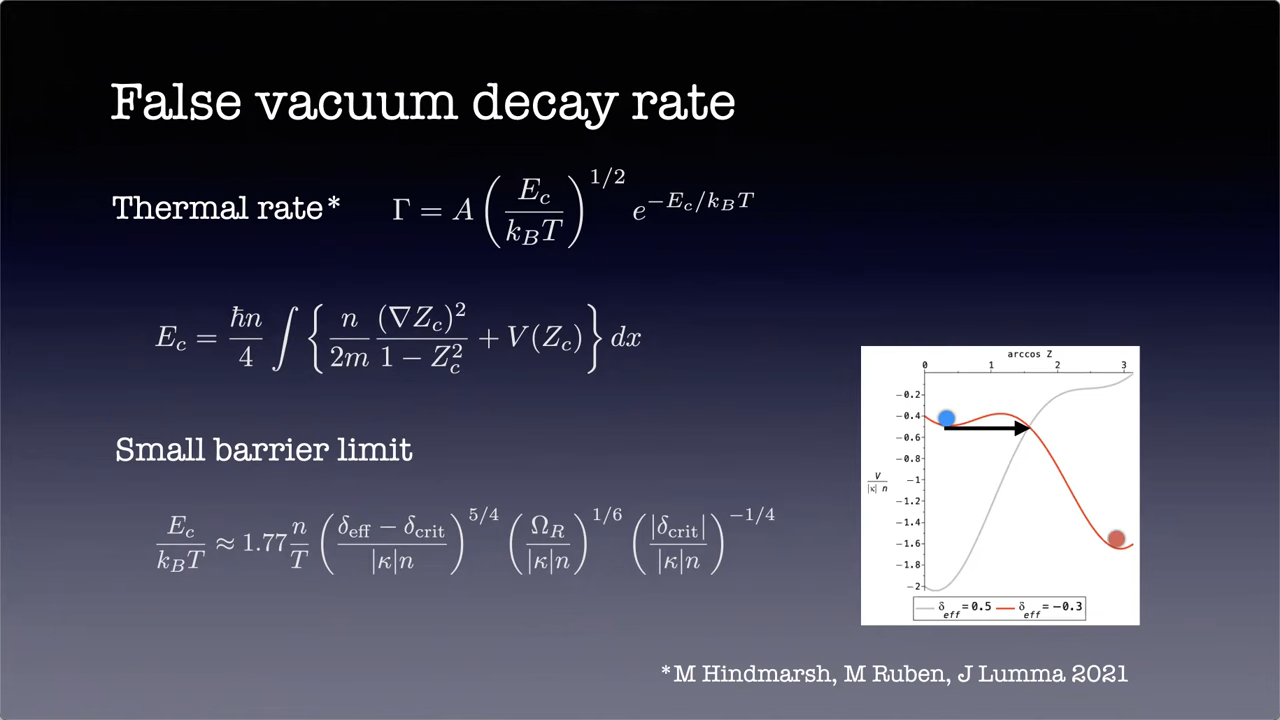 False vacuum decay rate
Thermal rate* Γ = A (E_c / k_B T)^{1/2} e^{−E_c/k_B T}
E_c = ħn/4 ∫ { n/2m (∇Z_c)^2 / 1 − Z_c^2 + V(Z_c) } dx
Small barrier limit
E_c / k_B T ≈ 1.77 n/T (δ_eff − δ_crit / |κ|n)^{5/4} (Ω_R / |κ|n)^{1/6} (|δ_crit| / |κ|n)^{−1/4}
arccos Z
0 1 2 3
−0.2
−0.4
−0.6
−0.8
V / |κ| n
−1
−1.2
−1.4
−1.6
−1.8
−2
δ_eff = 0.5 δ_eff = −0.3
*M Hindmarsh, M Ruben, J Lumma 2021